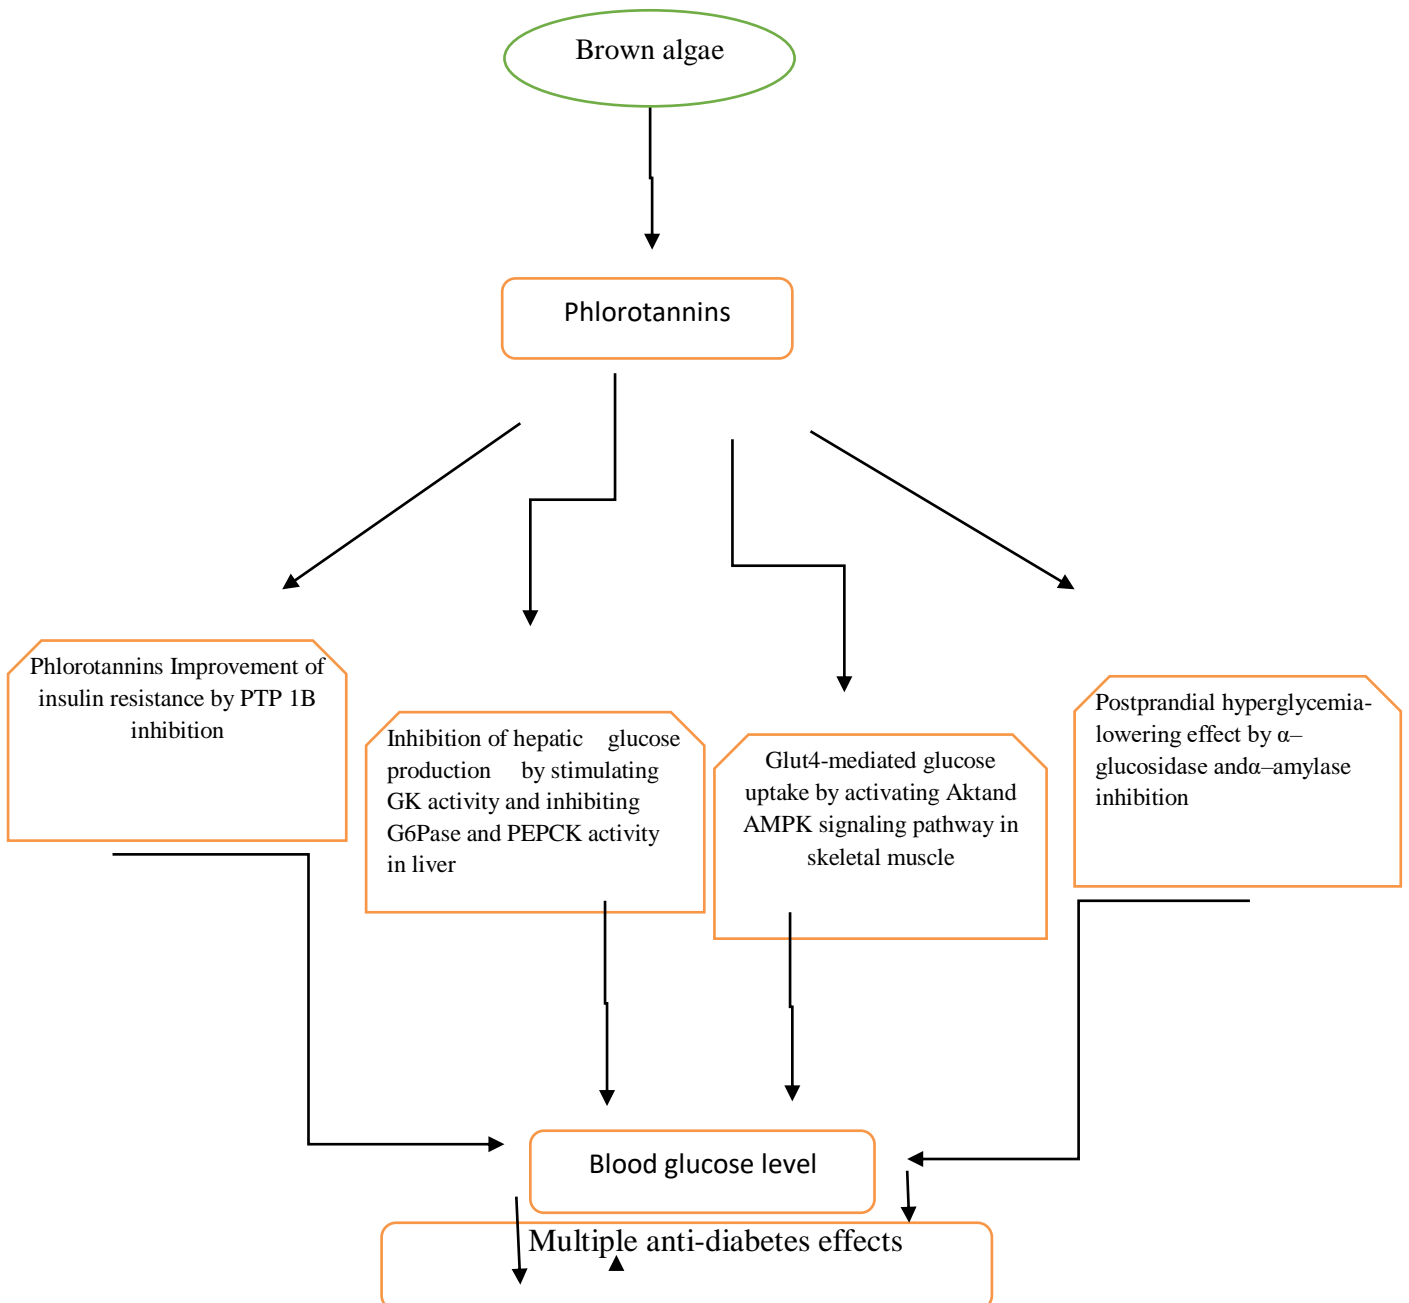 Brown algae
Phlorotannins
Phlorotannins Improvement of
insulin resistance by PTP 1B
inhibition
Inhibition of hepatic glucose
production by stimulating
GK activity and inhibiting
G6Pase and PEPCK activity
in liver
Glut4-mediated glucose
uptake by activating Aktand
AMPK signaling pathway in
skeletal muscle
Postprandial hyperglycemia-
lowering effect by α–
glucosidase andα–amylase
inhibition
Blood glucose level
Multiple anti-diabetes effects